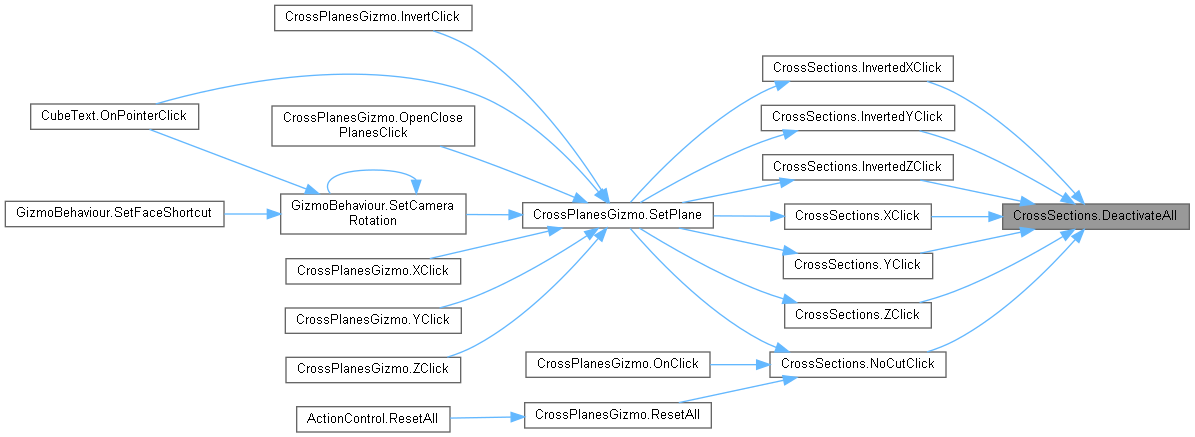 CrossPlanesGizmo.InvertClick
CrossSections.InvertedXClick
CubeText.OnPointerClick
CrossPlanesGizmo.OpenClose
PlanesClick
CrossSections.InvertedYClick
CrossSections.InvertedZClick
GizmoBehaviour.SetFaceShortcut
GizmoBehaviour.SetCamera
Rotation
CrossPlanesGizmo.SetPlane
CrossSections.XClick
CrossSections.DeactivateAll
CrossPlanesGizmo.XClick
CrossSections.YClick
CrossPlanesGizmo.YClick
CrossSections.ZClick
CrossPlanesGizmo.ZClick
CrossPlanesGizmo.OnClick
CrossSections.NoCutClick
ActionControl.ResetAll
CrossPlanesGizmo.ResetAll